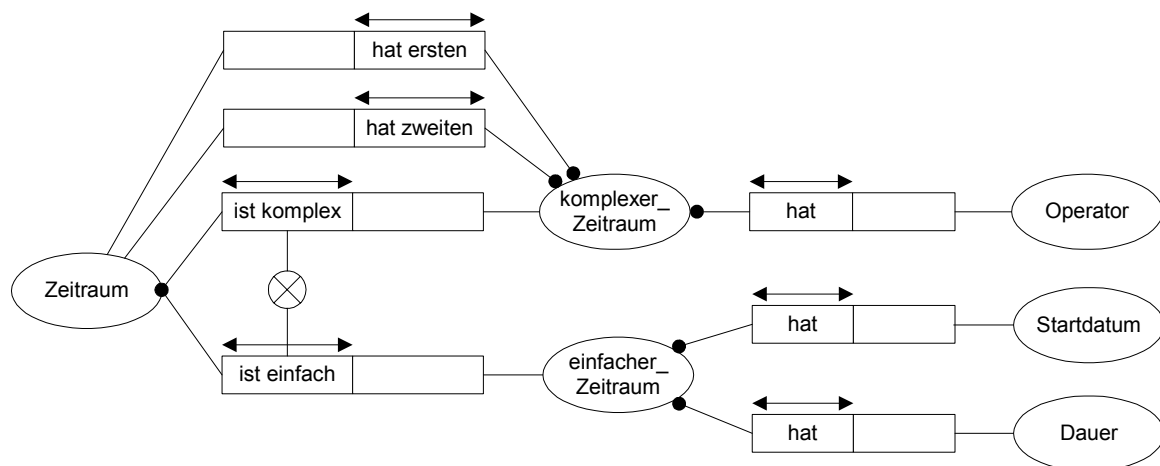 hat ersten
hat zweiten
ist komplex
komplexer_
Zeitraum
hat
Operator
Zeitraum
hat
Startdatum
ist einfach
einfacher_
Zeitraum
hat
Dauer